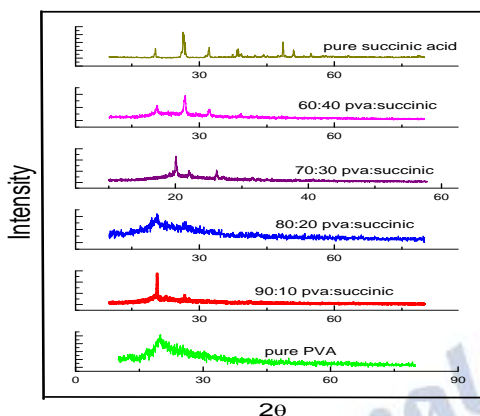 pure succinic acid
30 60
60:40 pva:succinic
30 60
70:30 pva:succinic
20 40 60
80:20 pva:succinic
30 60
90:10 pva:succinic
30 60
pure PVA
0 30 60 90
Intensity
2θ